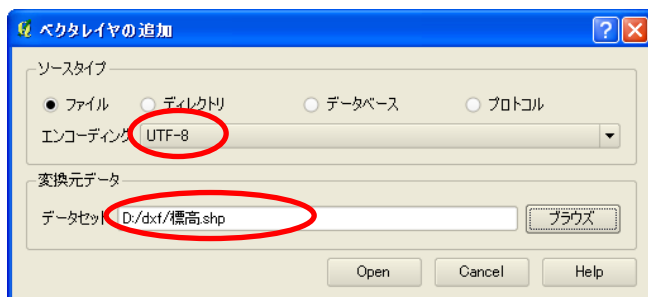 ベクタレイヤの追加
ソースタイプ
ファイル ディレクトリ データベース プロトコル
エンコーディング UTF-8
変換元データ
データセット D:/dxf/標高.shp ブラウズ
Open Cancel Help